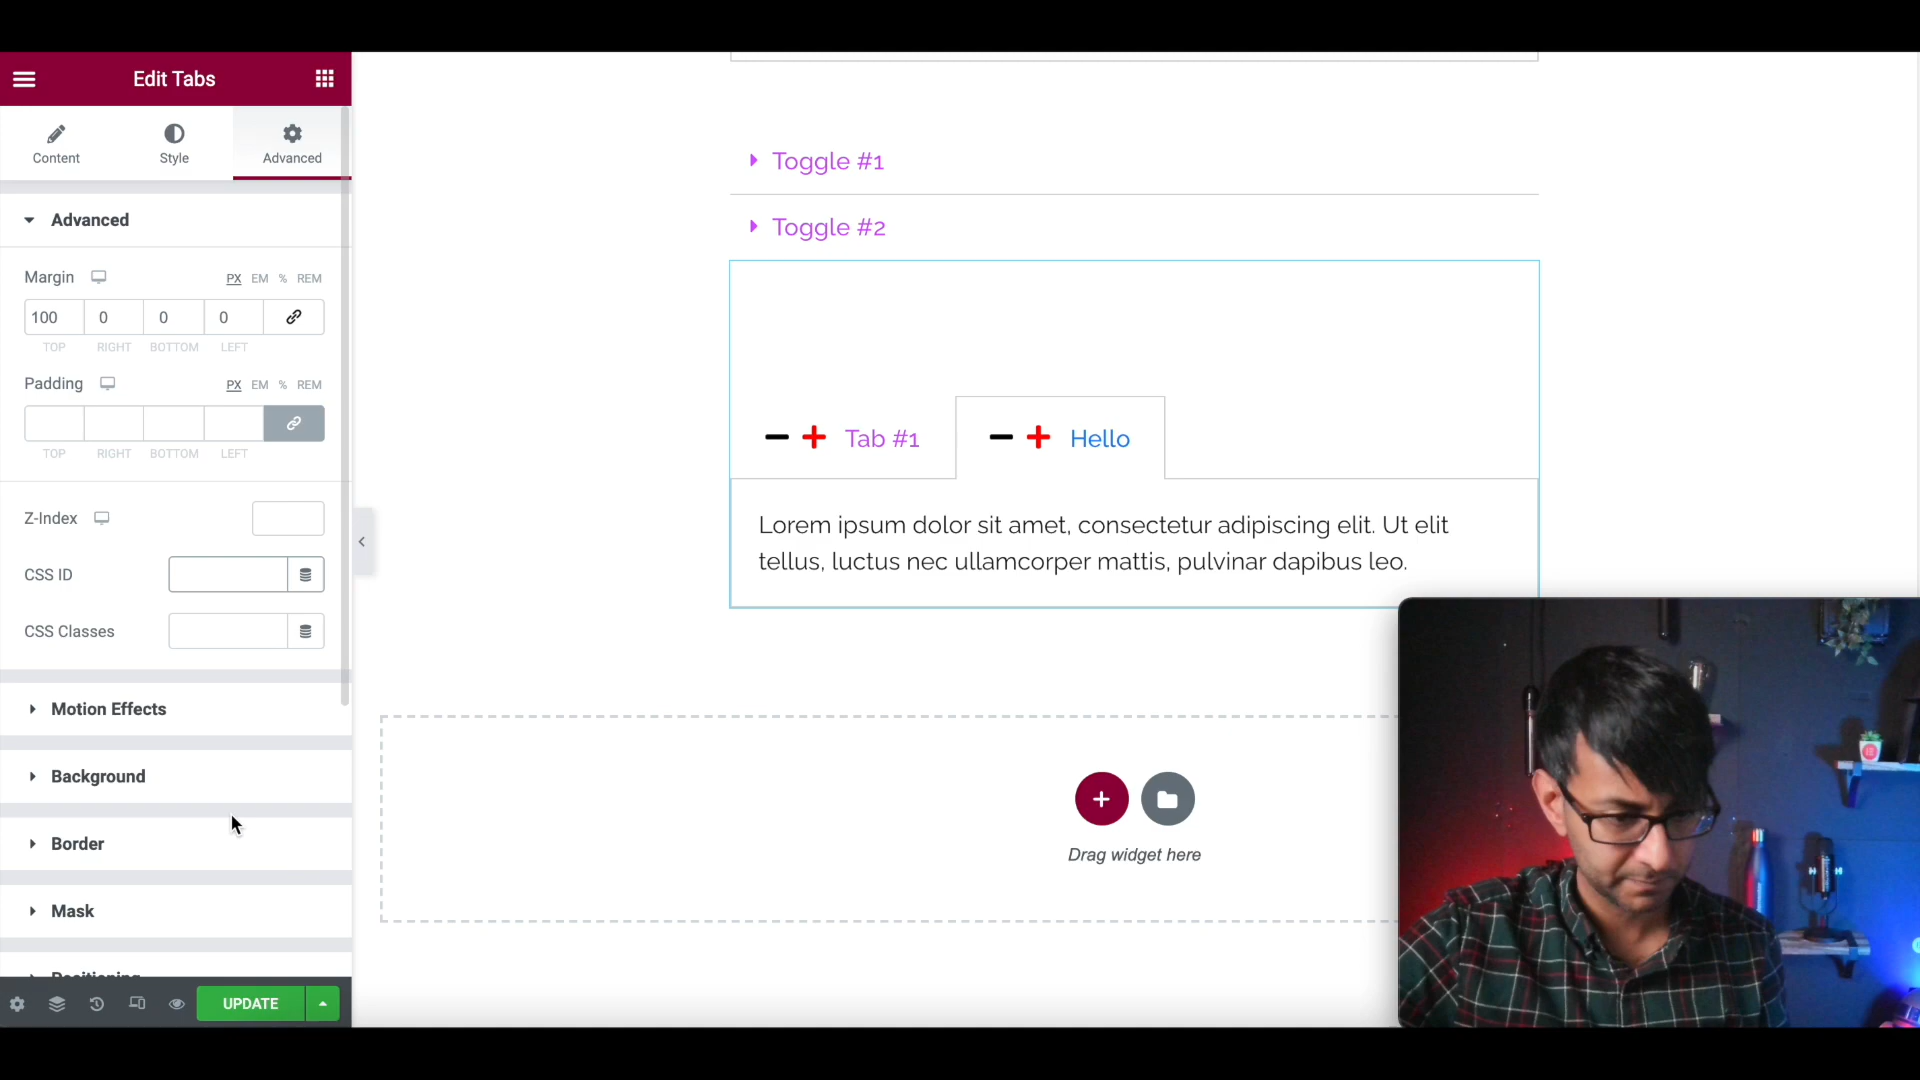 Edit Tabs
Content
Style
Advanced
Advanced
Margin
PX EM % REM
100 0 0 0
TOP RIGHT BOTTOM LEFT
Padding
PX EM % REM
TOP RIGHT BOTTOM LEFT
Z-Index
CSS ID
CSS Classes
Motion Effects
Background
Border
Mask
Positioning
UPDATE
Toggle #1
Toggle #2
Tab #1
Hello
Lorem ipsum dolor sit amet, consectetur adipiscing elit. Ut elit
tellus, luctus nec ullamcorper mattis, pulvinar dapibus leo.
Drag widget here